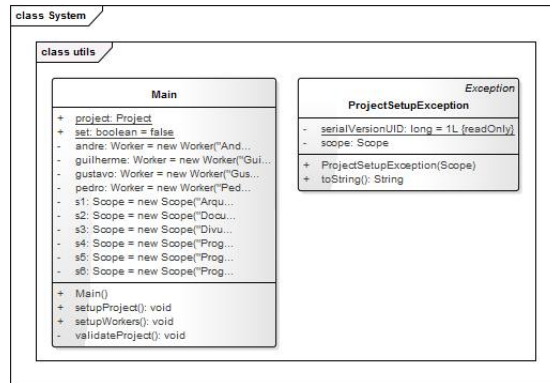 class System
class utils
Main
+ project: Project
+ set: boolean = false
- andre: Worker = new Worker("And...
- guilherme: Worker = new Worker("Gui...
- gustavo: Worker = new Worker("Gus...
- pedro: Worker = new Worker("Ped...
- s1: Scope = new Scope("Arqu...
- s2: Scope = new Scope("Docu...
- s3: Scope = new Scope("Divu...
- s4: Scope = new Scope("Prog...
- s5: Scope = new Scope("Prog...
- s6: Scope = new Scope("Prog...
+ Main()
+ setupProject(): void
+ setupWorkers(): void
- validateProject(): void
Exception
ProjectSetupException
- serialVersionUID: long = 1L {readOnly}
- scope: Scope
+ ProjectSetupException(Scope)
+ toString(): String